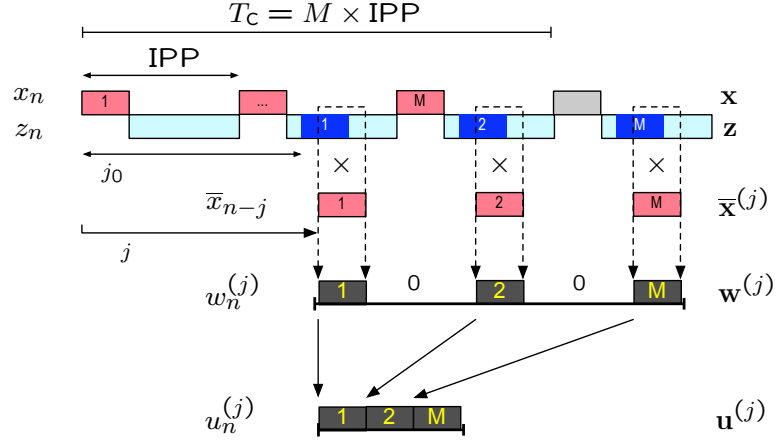 T_C = M × IPP
IPP
x_n 1 ... M 𝐱
z_n 1 2 M 𝐳
j_0 × × ×
x̅_{n−j} 1 2 M 𝐱̅^{(j)}
j
w_n^{(j)} 1 0 2 0 M 𝐰^{(j)}
u_n^{(j)} 1 2 M 𝐮^{(j)}